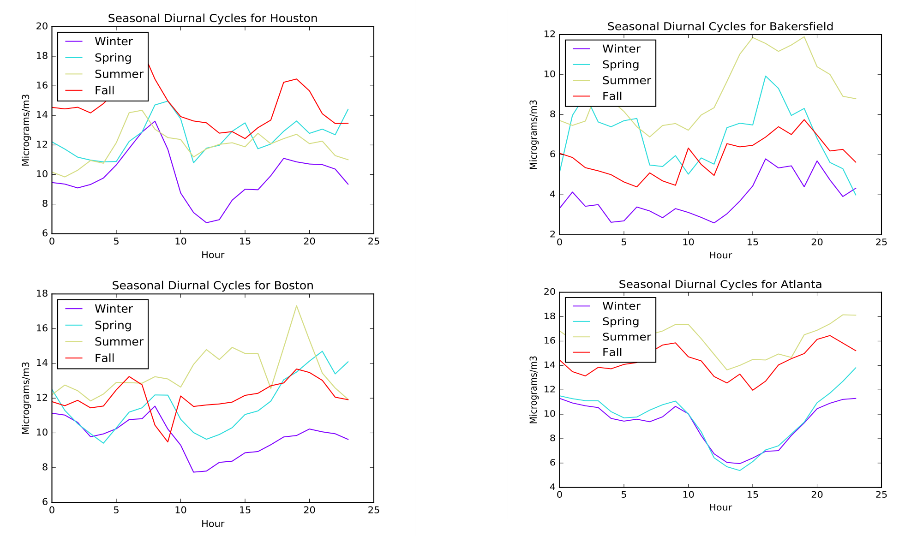 Seasonal Diurnal Cycles for Houston
20
18
16
14
12
10
8
6
Micrograms/m3
Winter
Spring
Summer
Fall
0 5 10 15 20 25
Hour
Seasonal Diurnal Cycles for Bakersfield
12
10
8
6
4
2
Micrograms/m3
Winter
Spring
Summer
Fall
0 5 10 15 20 25
Hour
Seasonal Diurnal Cycles for Boston
18
16
14
12
10
8
6
Micrograms/m3
Winter
Spring
Summer
Fall
0 5 10 15 20 25
Hour
Seasonal Diurnal Cycles for Atlanta
20
18
16
14
12
10
8
6
4
Micrograms/m3
Winter
Spring
Summer
Fall
0 5 10 15 20 25
Hour